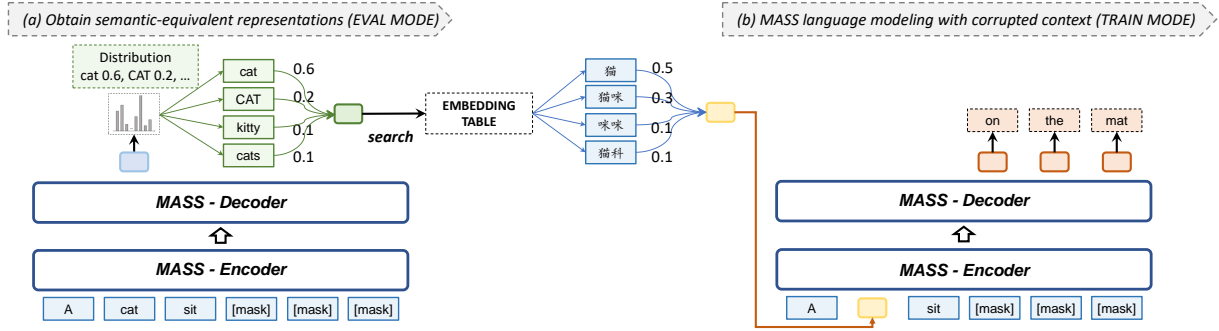 (a) Obtain semantic-equivalent representations (EVAL MODE)
(b) MASS language modeling with corrupted context (TRAIN MODE)
Distribution
cat 0.6, CAT 0.2, ...
cat
CAT
kitty
cats
0.6
0.2
0.1
0.1
search
EMBEDDING
TABLE
猫
猫咪
咪咪
猫科
0.5
0.3
0.1
0.1
on the mat
MASS - Decoder
MASS - Encoder
A cat sit [mask] [mask] [mask]
MASS - Decoder
MASS - Encoder
A sit [mask] [mask] [mask]